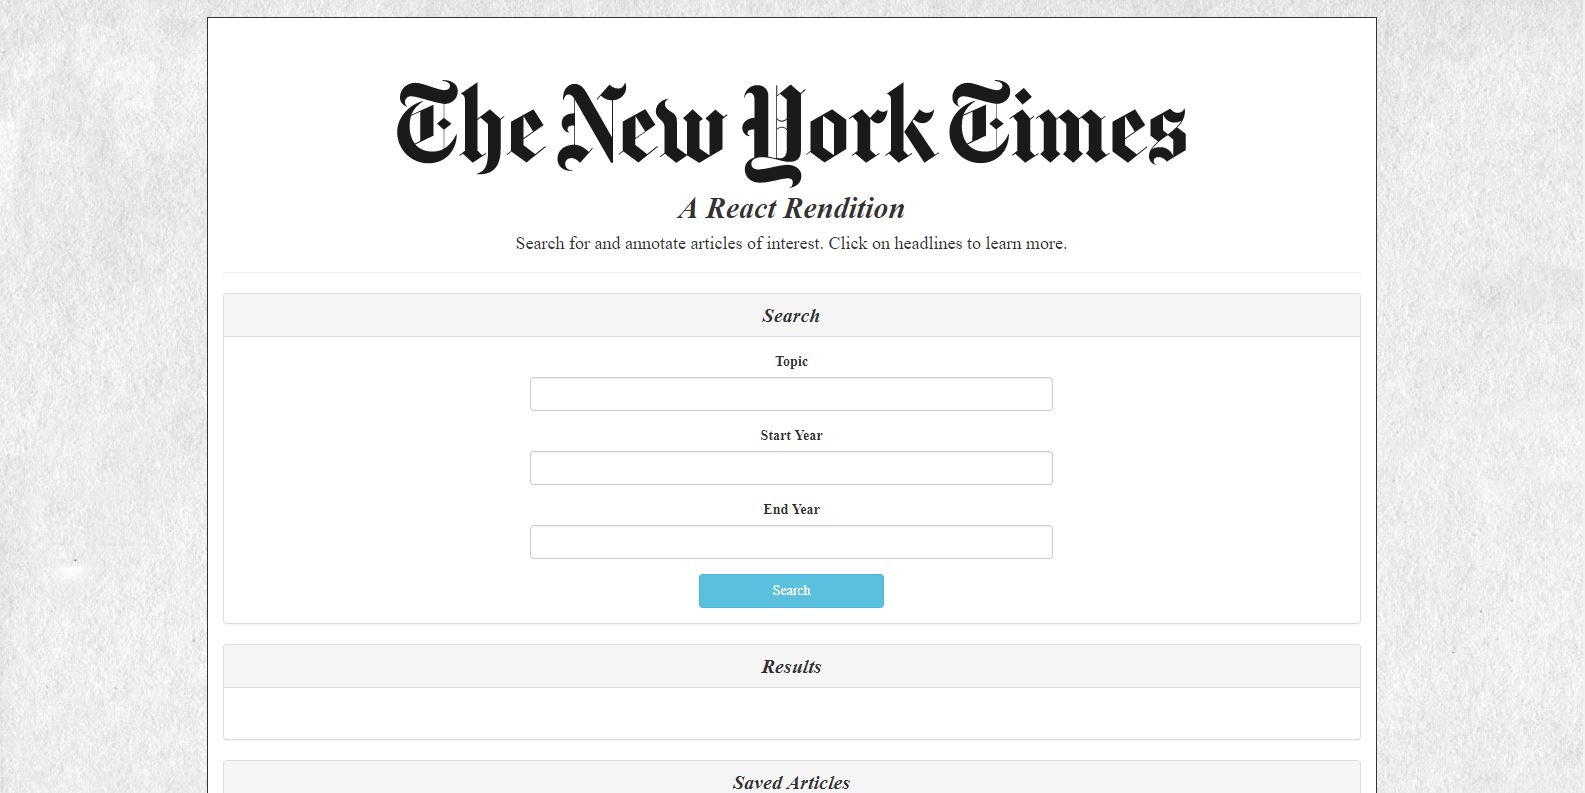 The New York Times
A React Rendition
Search for and annotate articles of interest. Click on headlines to learn more.
Search
Topic
Start Year
End Year
Search
Results
Saved Articles